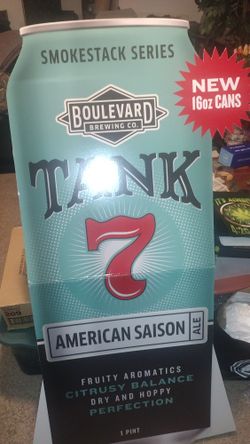 SMOKESTACK SERIES
NEW
16oz CANS
BOULEVARD
BREWING CO.
TANK
7
AMERICAN SAISON ALE
FRUITY AROMATICS
CITRUSY BALANCE
DRY AND HOPPY
PERFECTION
1 PINT